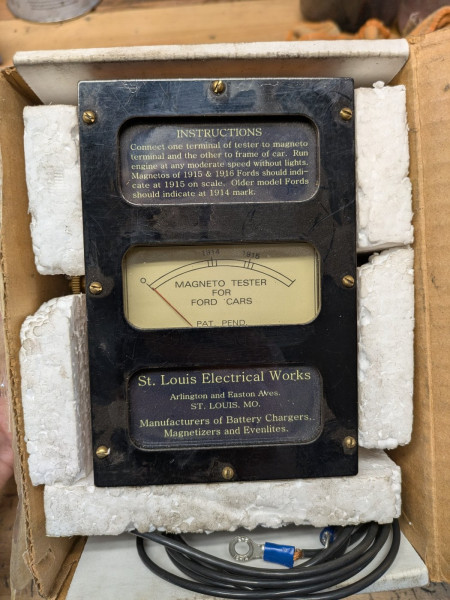 INSTRUCTIONS
Connect one terminal of tester to magneto
terminal and the other to frame of car. Run
engine at any moderate speed without lights.
Magnetos of 1915 & 1916 Fords should indi-
cate at 1915 on scale. Older model Fords
should indicate at 1914 mark.
1914 1915
0
MAGNETO TESTER
FOR
FORD CARS
PAT. PEND.
St. Louis Electrical Works
Arlington and Easton Aves.
ST. LOUIS, MO.
Manufacturers of Battery Chargers,
Magnetizers and Evenlites.